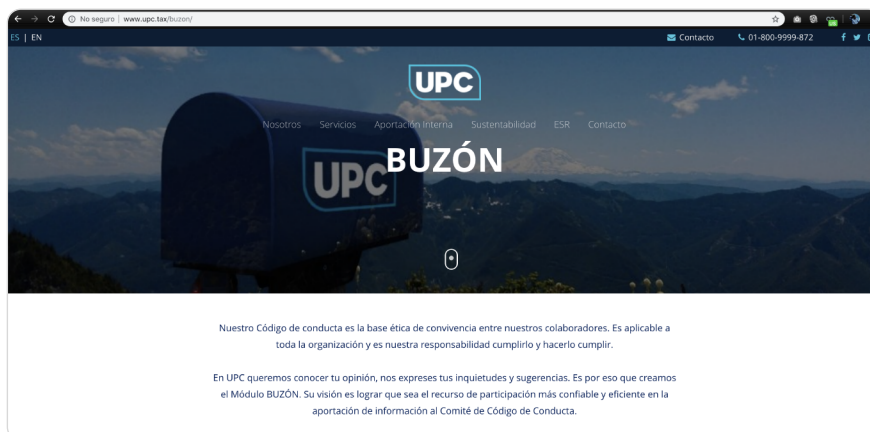 No seguro | www.upc.tax/buzon/
ES | EN
Contacto
01-800-9999-872
UPC
Nosotros Servicios Aportación Interna Sustentabilidad ESR Contacto
BUZÓN
UPC
Nuestro Código de conducta es la base ética de convivencia entre nuestros colaboradores. Es aplicable a
toda la organización y es nuestra responsabilidad cumplirlo y hacerlo cumplir.
En UPC queremos conocer tu opinión, nos expreses tus inquietudes y sugerencias. Es por eso que creamos
el Módulo BUZÓN. Su visión es lograr que sea el recurso de participación más confiable y eficiente en la
aportación de información al Comité de Código de Conducta.